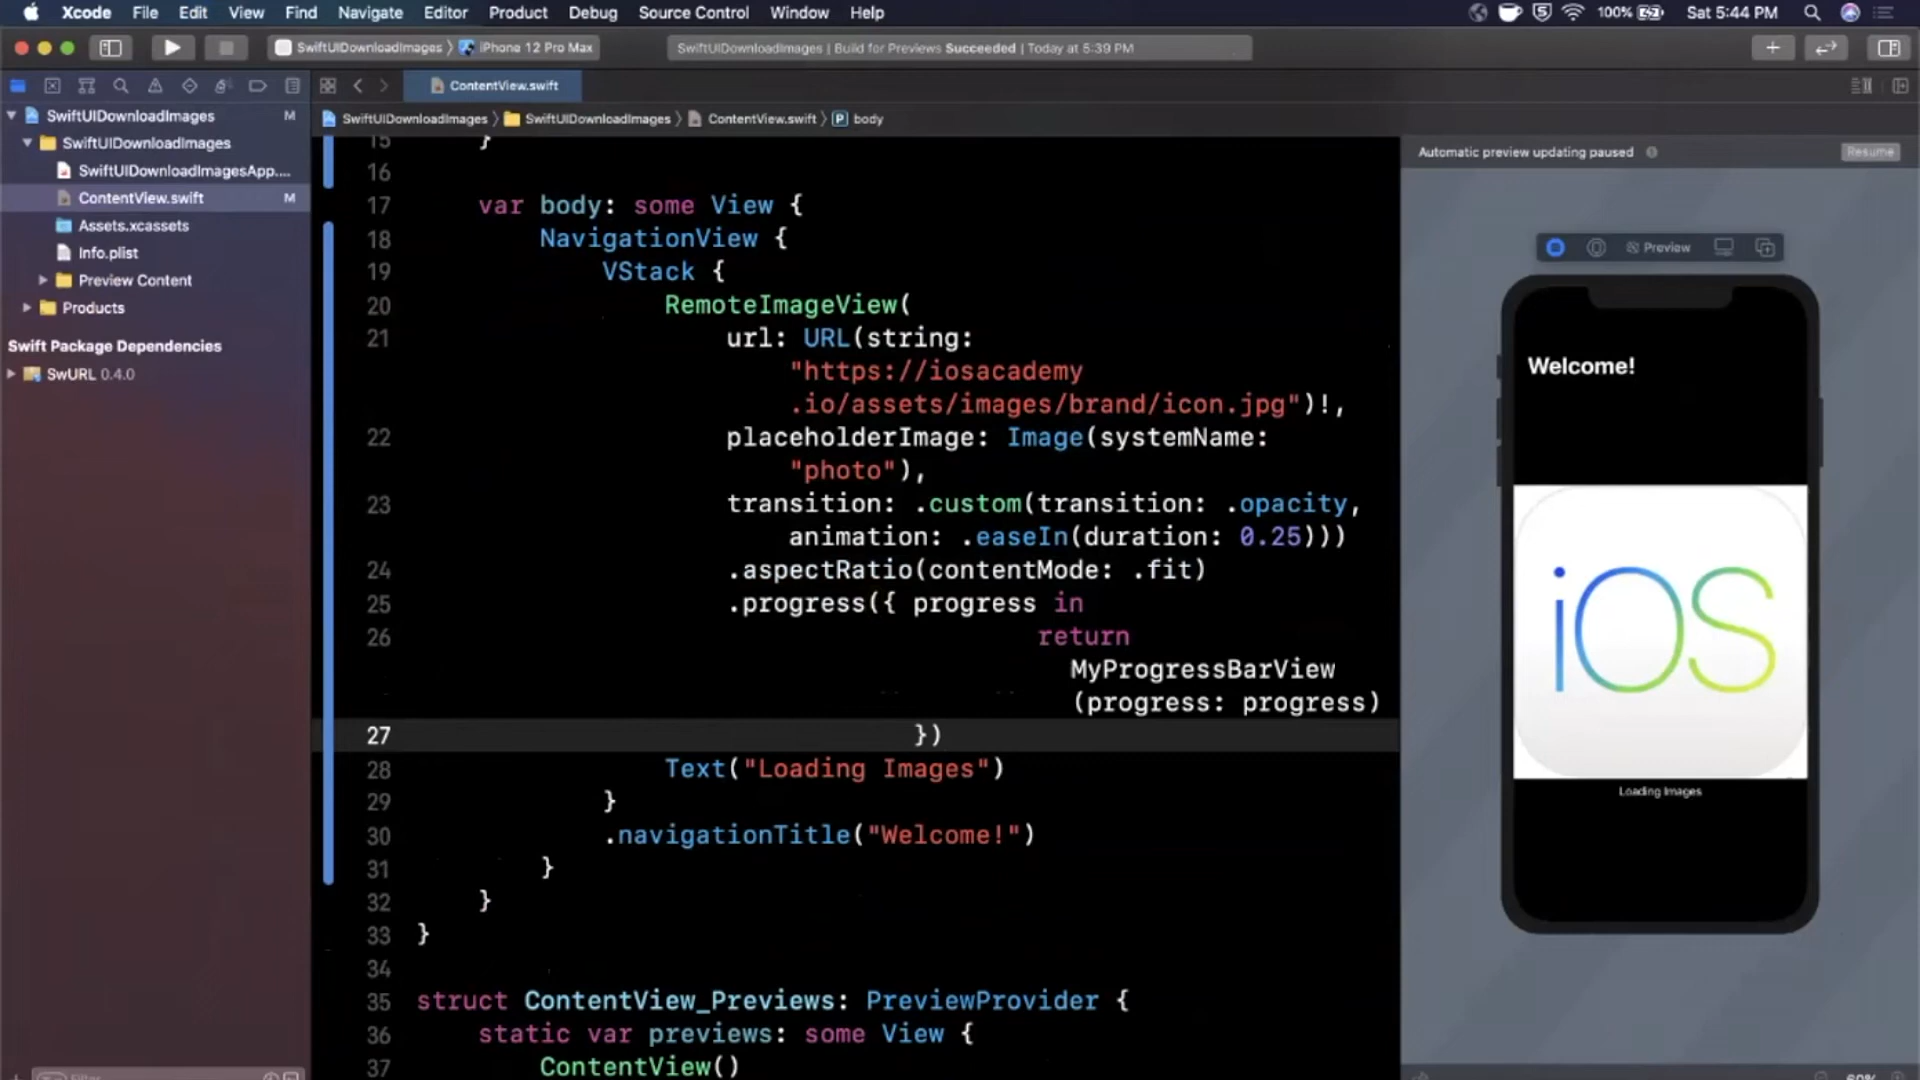 Xcode File Edit View Find Navigate Editor Product Debug Source Control Window Help 100% Sat 5:44 PM
SwiftUIDownloadImages iPhone 12 Pro Max SwiftUIDownloadImages | Build for Previews Succeeded | Today at 5:39 PM
ContentView.swift
SwiftUIDownloadImages M
SwiftUIDownloadImages
SwiftUIDownloadImagesApp....
ContentView.swift M
Assets.xcassets
Info.plist
Preview Content
Products
Swift Package Dependencies
SwURL 0.4.0
SwiftUIDownloadImages SwiftUIDownloadImages ContentView.swift P body
15 }
16
17 var body: some View {
18 NavigationView {
19 VStack {
20 RemoteImageView(
21 url: URL(string:
"https://iosacademy
.io/assets/images/brand/icon.jpg")!,
22 placeholderImage: Image(systemName:
"photo"),
23 transition: .custom(transition: .opacity,
animation: .easeIn(duration: 0.25)))
24 .aspectRatio(contentMode: .fit)
25 .progress({ progress in
26 return
MyProgressBarView
(progress: progress)
27 })
28 Text("Loading Images")
29 }
30 .navigationTitle("Welcome!")
31 }
32 }
33 }
34
35 struct ContentView_Previews: PreviewProvider {
36 static var previews: some View {
37 ContentView()
Automatic preview updating paused Resume
Preview
Welcome!
iOS
Loading Images